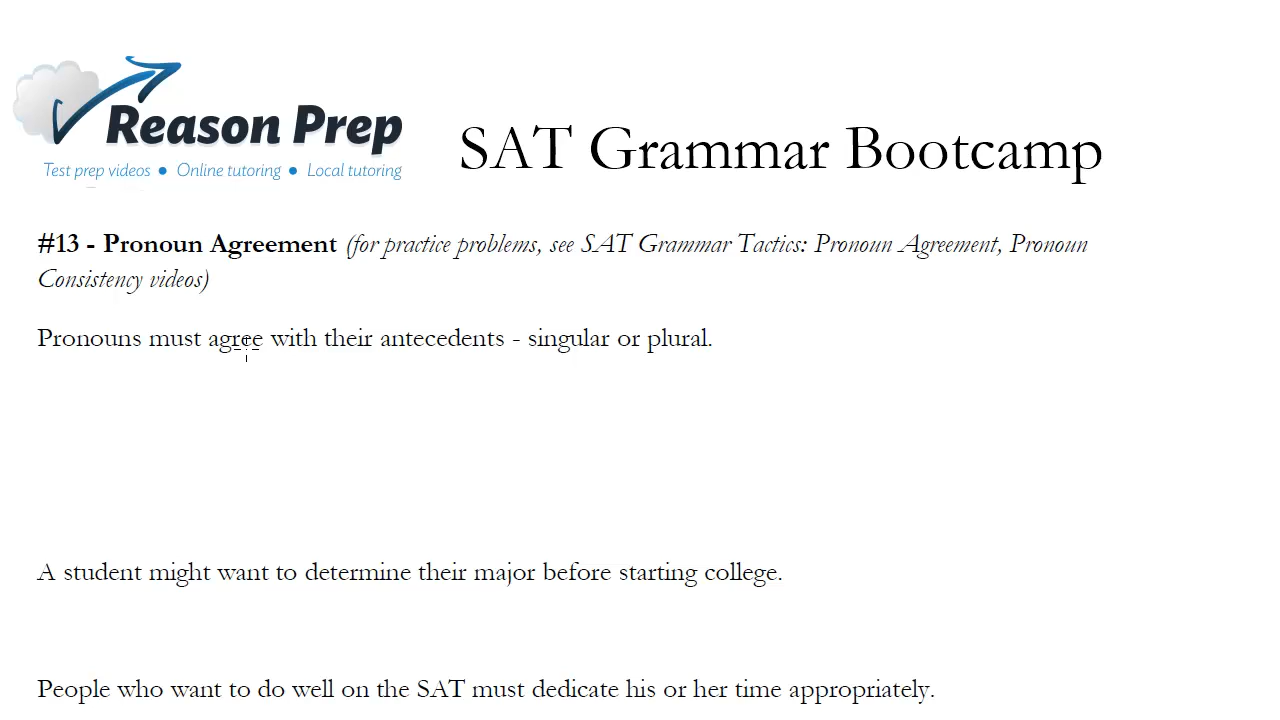 Reason Prep
Test prep videos ● Online tutoring ● Local tutoring
SAT Grammar Bootcamp
#13 - Pronoun Agreement (for practice problems, see SAT Grammar Tactics: Pronoun Agreement, Pronoun
Consistency videos)
Pronouns must agree with their antecedents - singular or plural.
A student might want to determine their major before starting college.
People who want to do well on the SAT must dedicate his or her time appropriately.